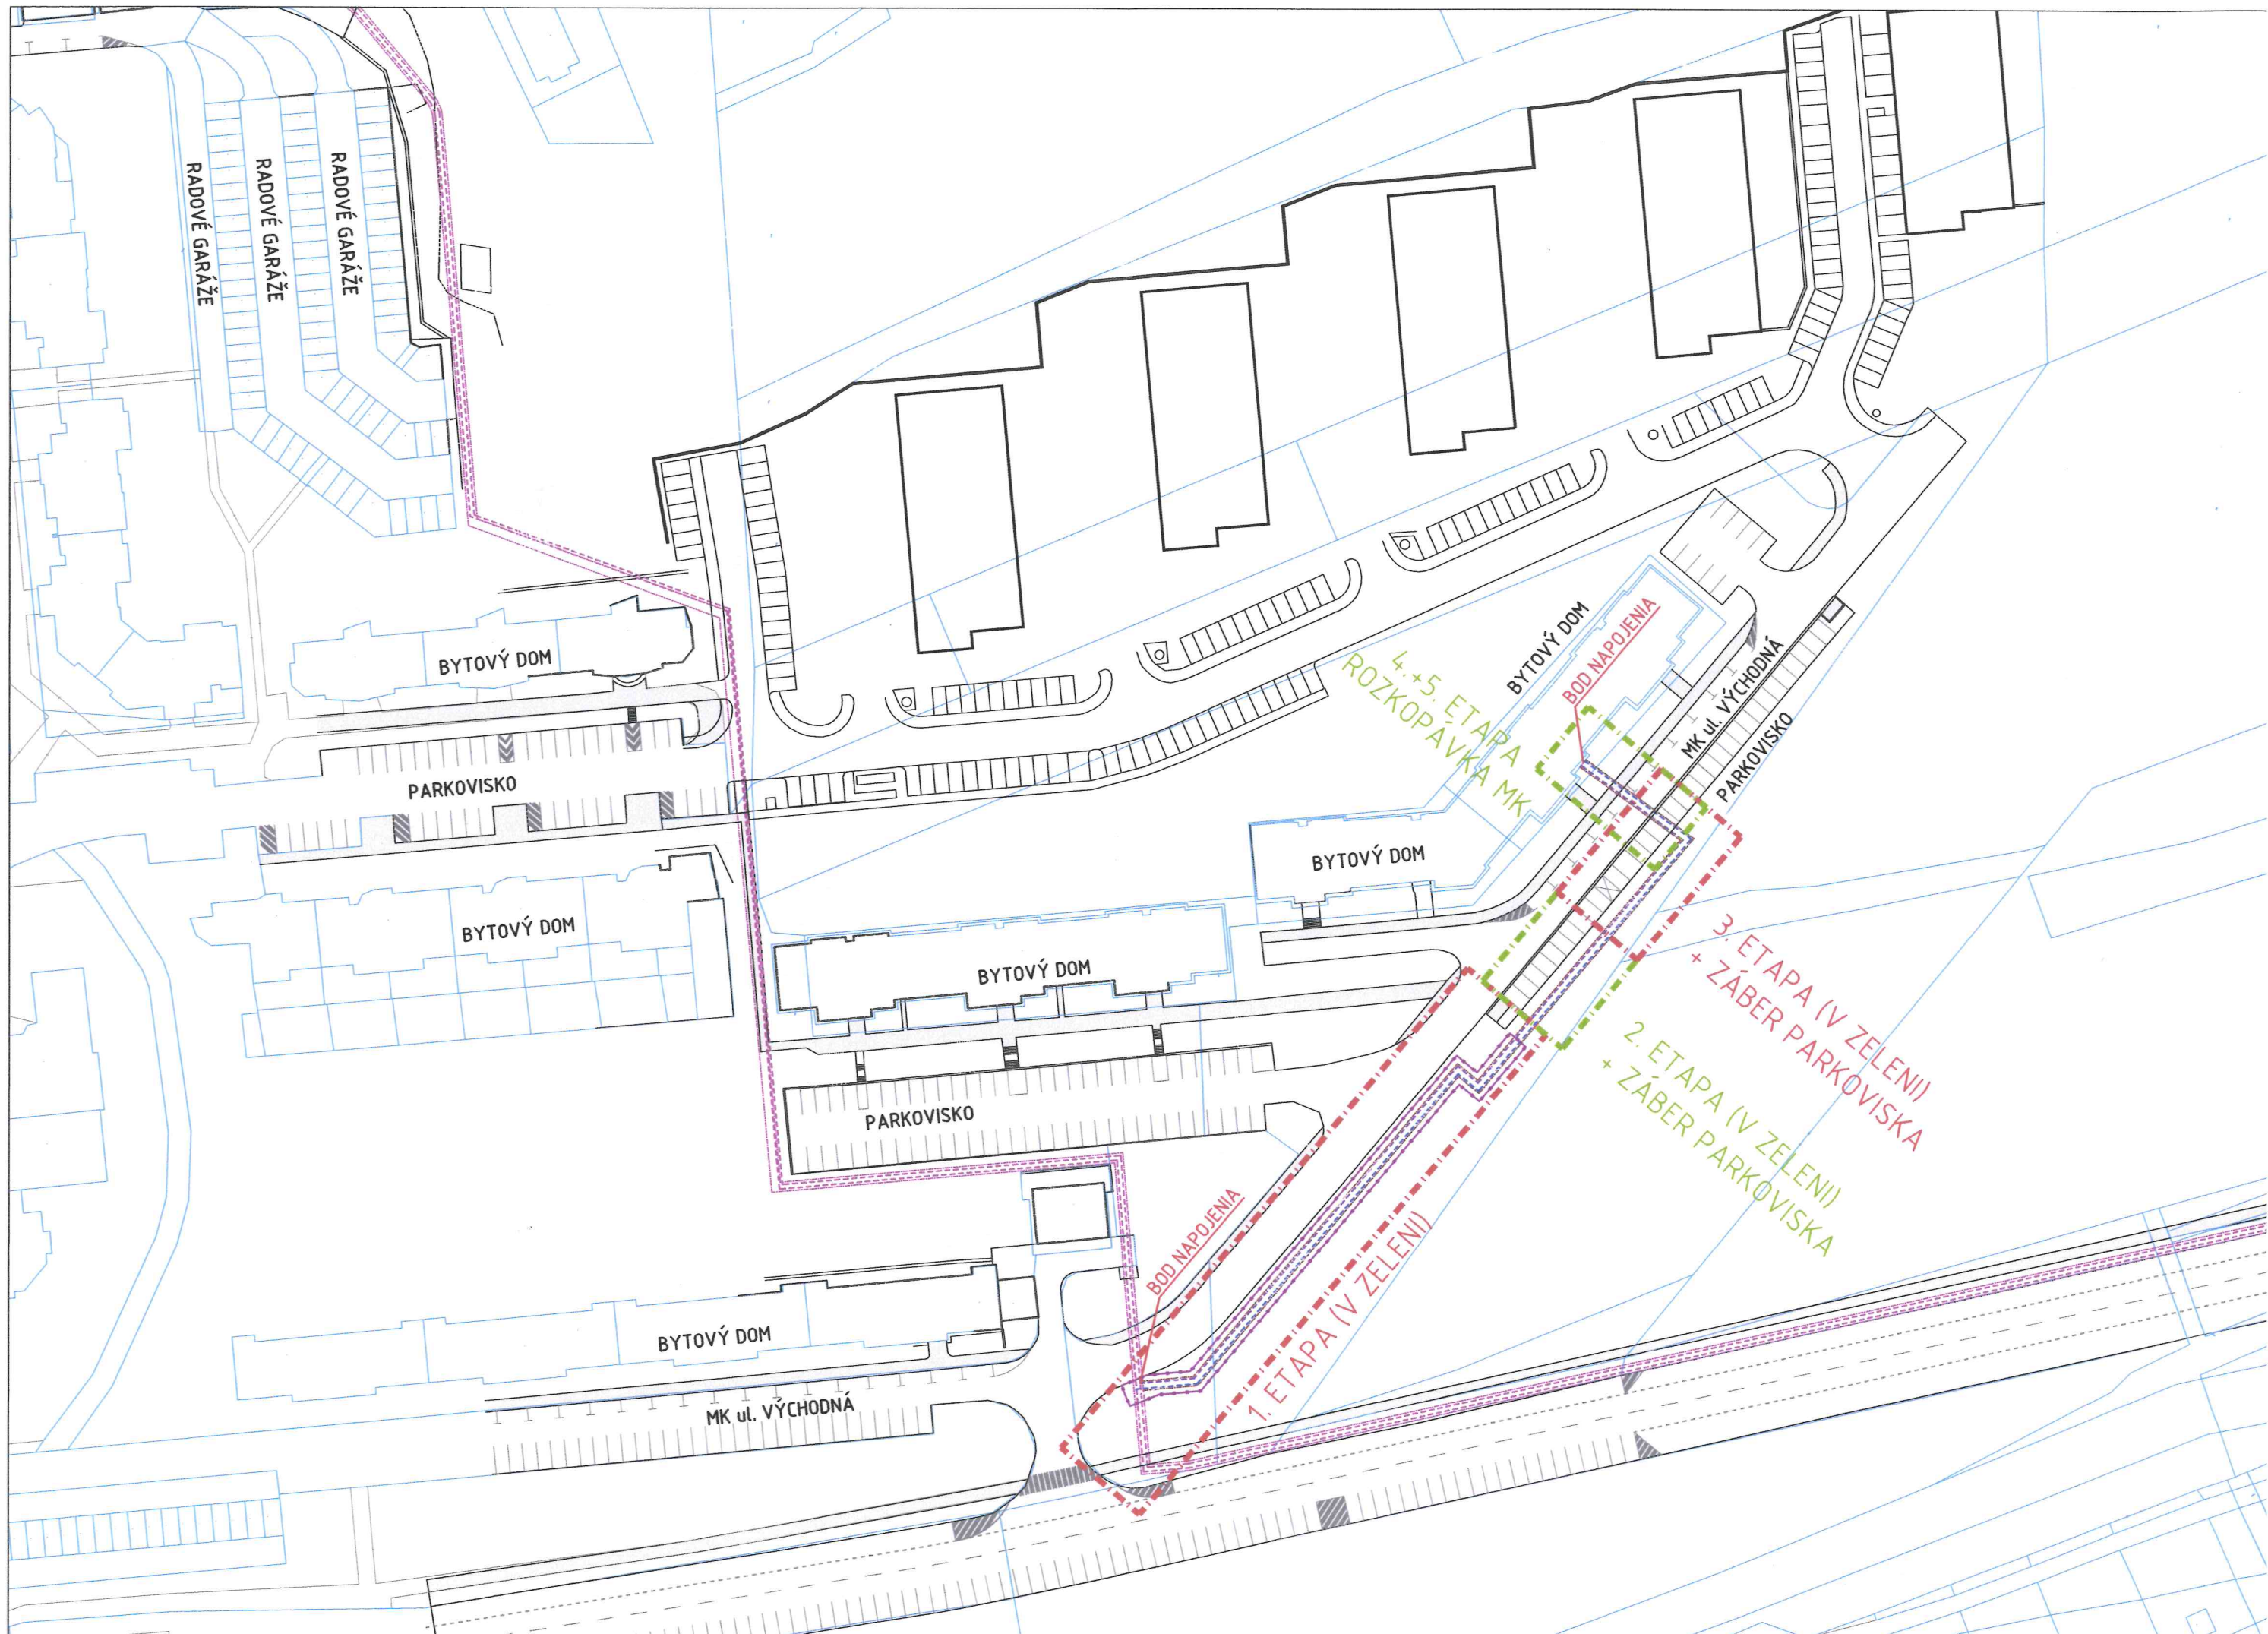 RADOVÉ GARÁŽE
RADOVÉ GARÁŽE
RADOVÉ GARÁŽE
BYTOVÝ DOM
PARKOVISKO
BYTOVÝ DOM
BYTOVÝ DOM
BOD NAPOJENIA
4.+5. ETAPA
ROZKOPÁVKA MK
MK ul. VÝCHODNÁ
PARKOVISKO
BYTOVÝ DOM
BYTOVÝ DOM
PARKOVISKO
3. ETAPA (V ZELENI)
+ ZÁBER PARKOVISKA
2. ETAPA (V ZELENI)
+ ZÁBER PARKOVISKA
BOD NAPOJENIA
1. ETAPA (V ZELENI)
BYTOVÝ DOM
MK ul. VÝCHODNÁ